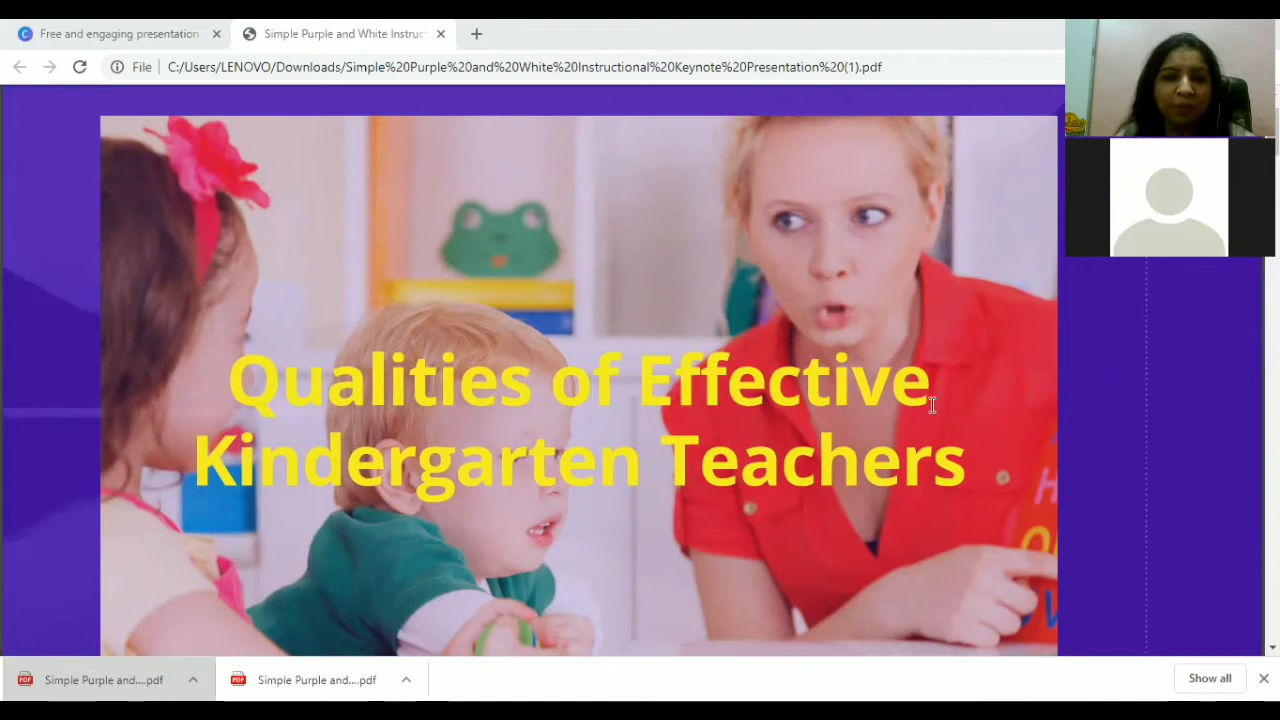 Free and engaging presentation
Simple Purple and White Instruc
File
C:/Users/LENOVO/Downloads/Simple%20Purple%20and%20White%20Instructional%20Keynote%20Presentation%20(1).pdf
Qualities of Effective
Kindergarten Teachers
PDF Simple Purple and....pdf
PDF Simple Purple and....pdf
Show all